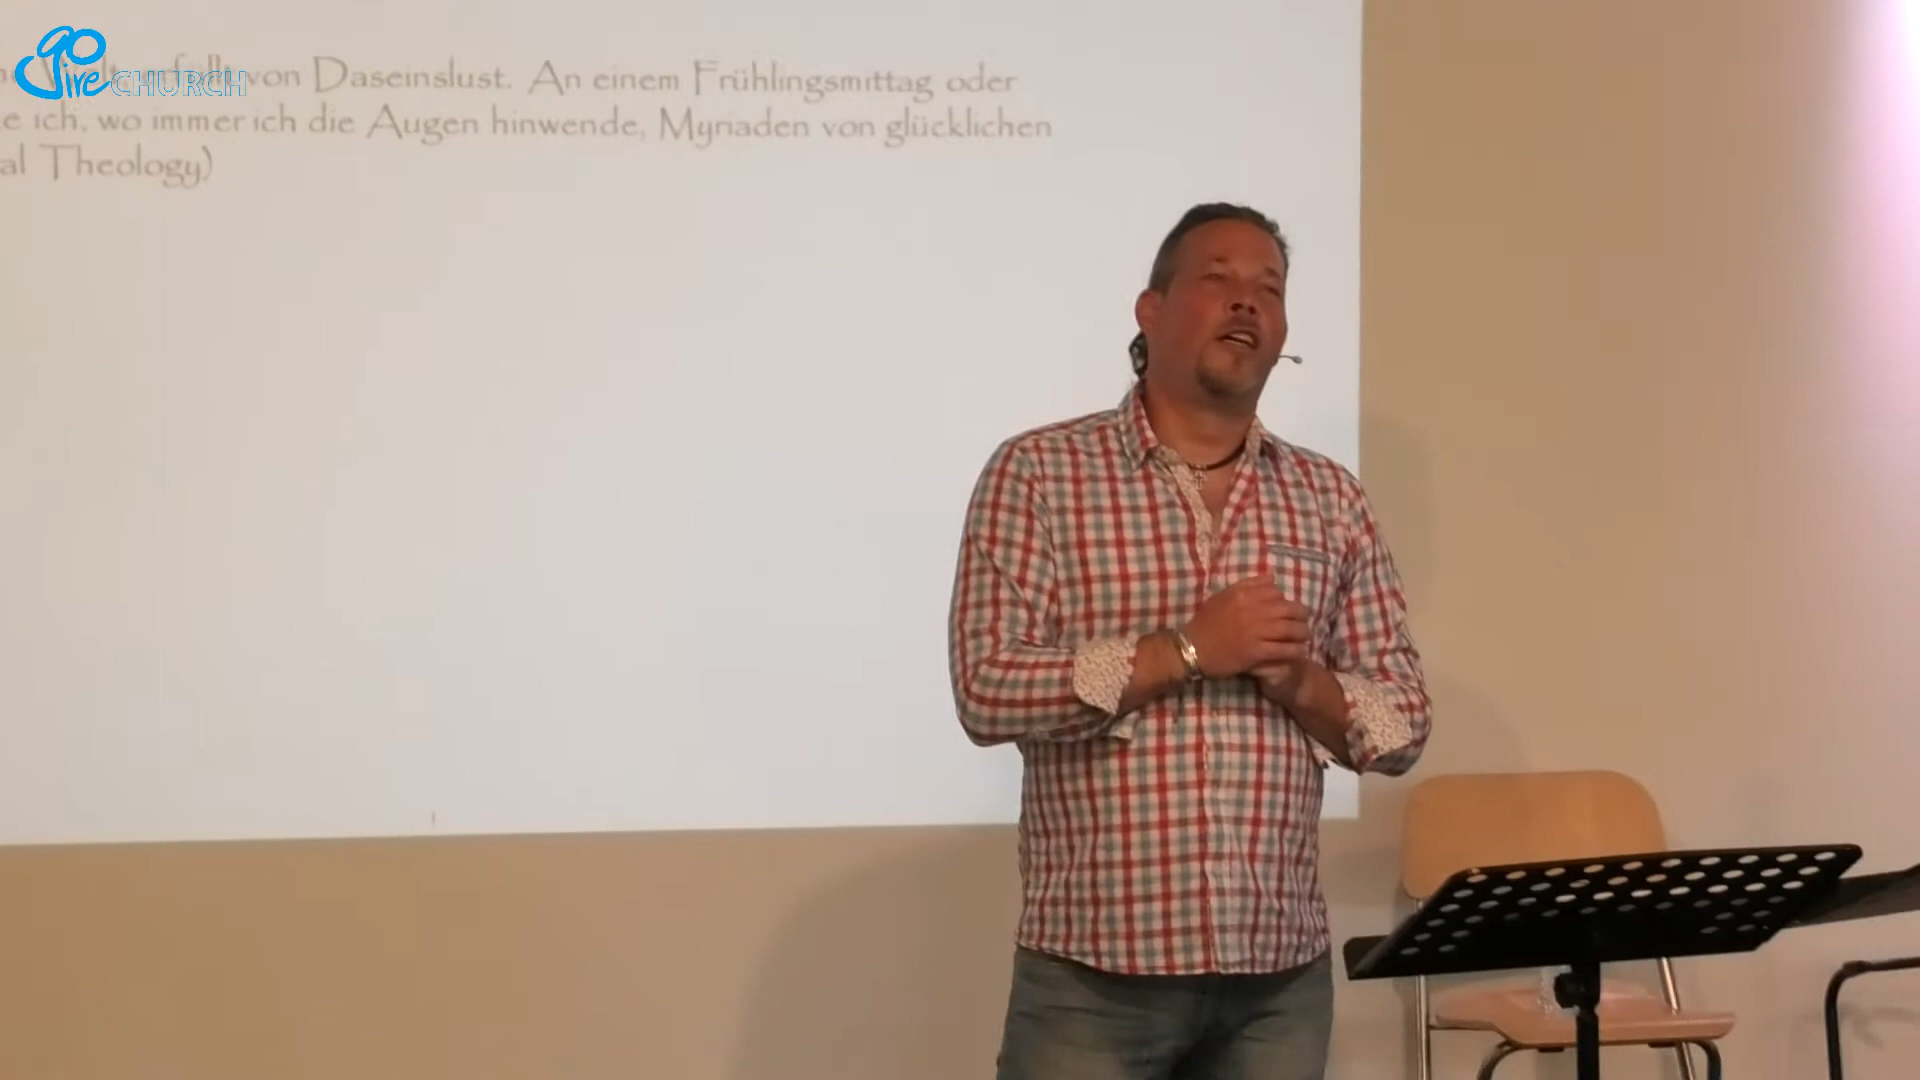 go
live CHURCH
von Daseinslust. An einem Frühlingsmittag oder
e ich, wo immer ich die Augen hinwende, Myriaden von glücklichen
al Theology)